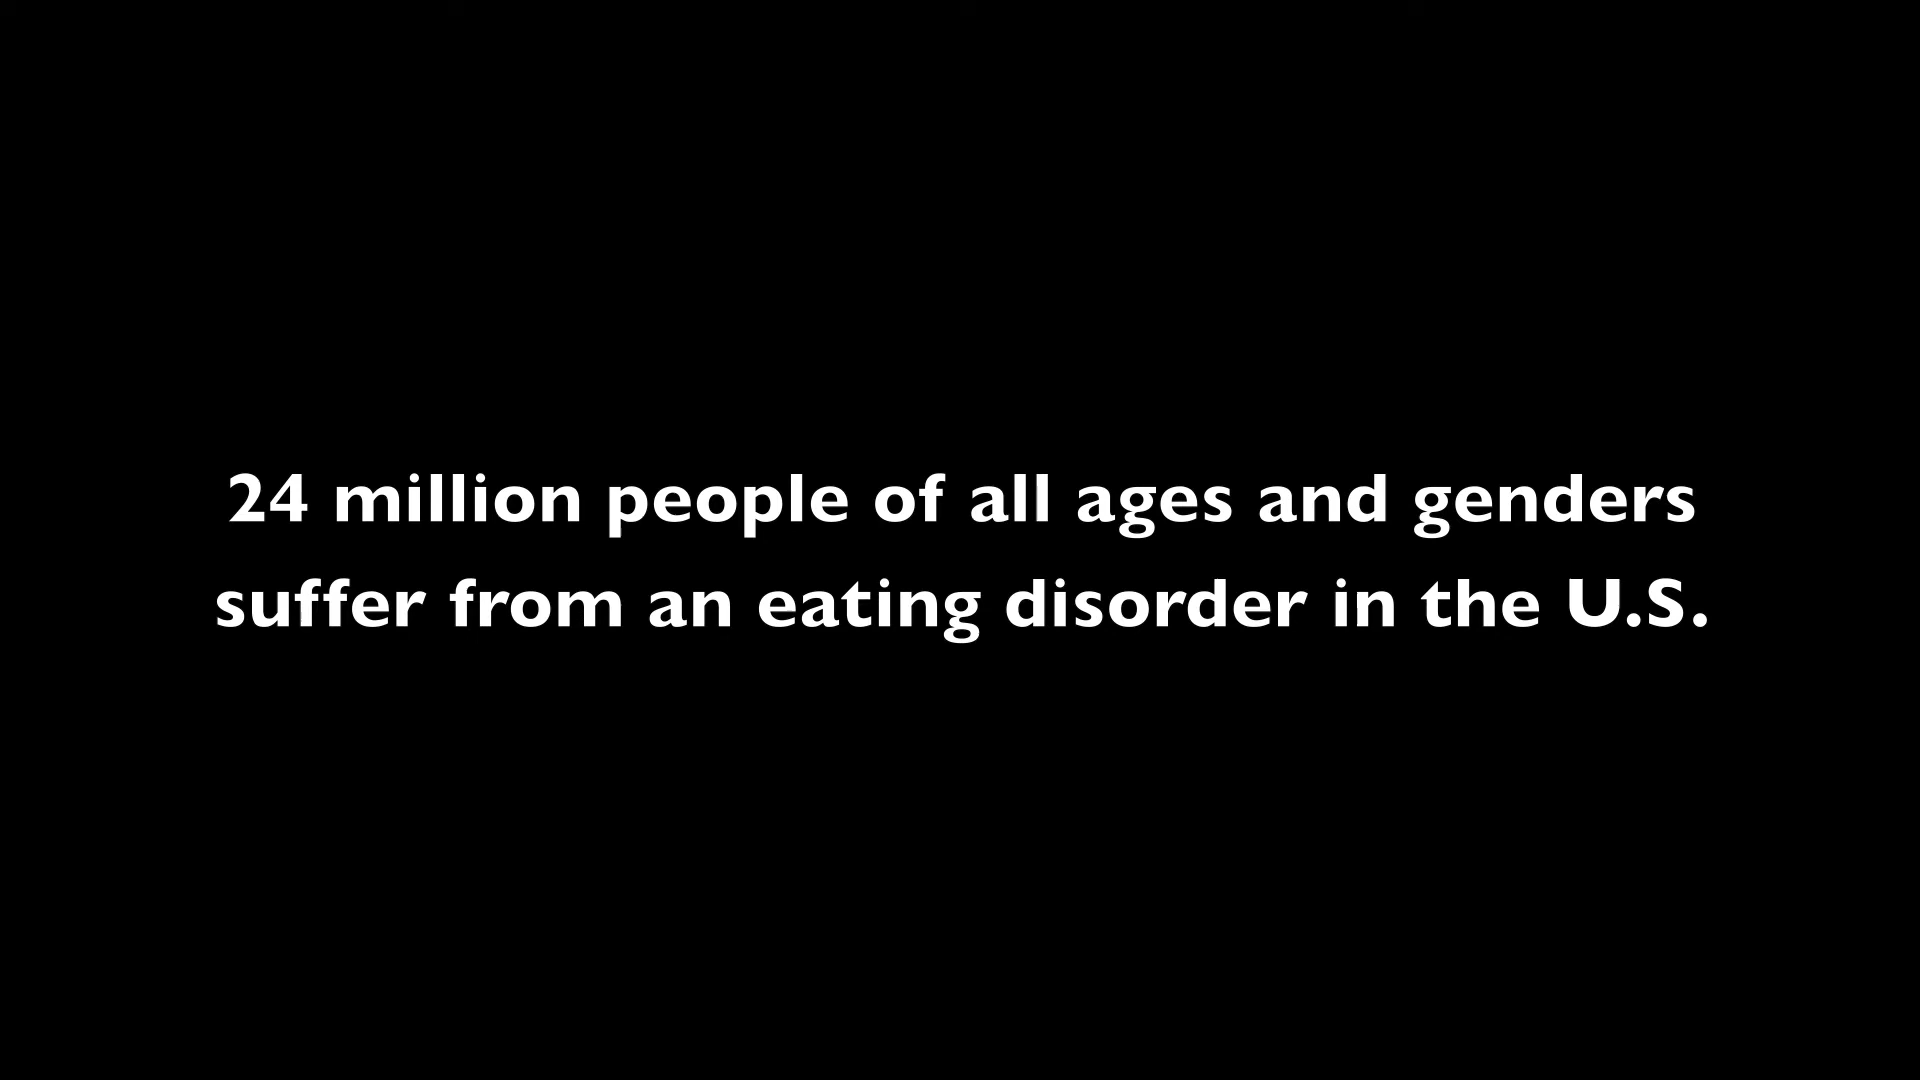 24 million people of all ages and genders
suffer from an eating disorder in the U.S.